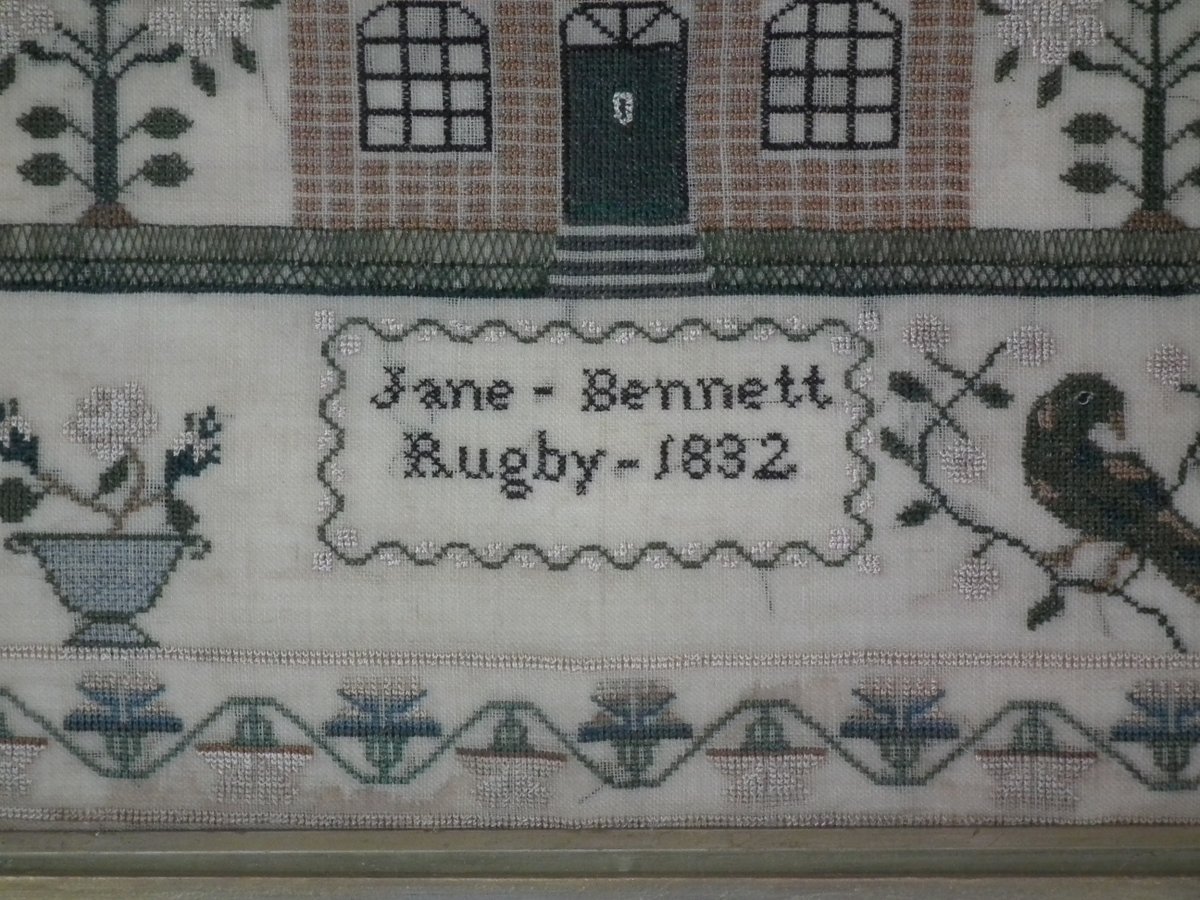 Jane - Bennett
Rugby - 1832